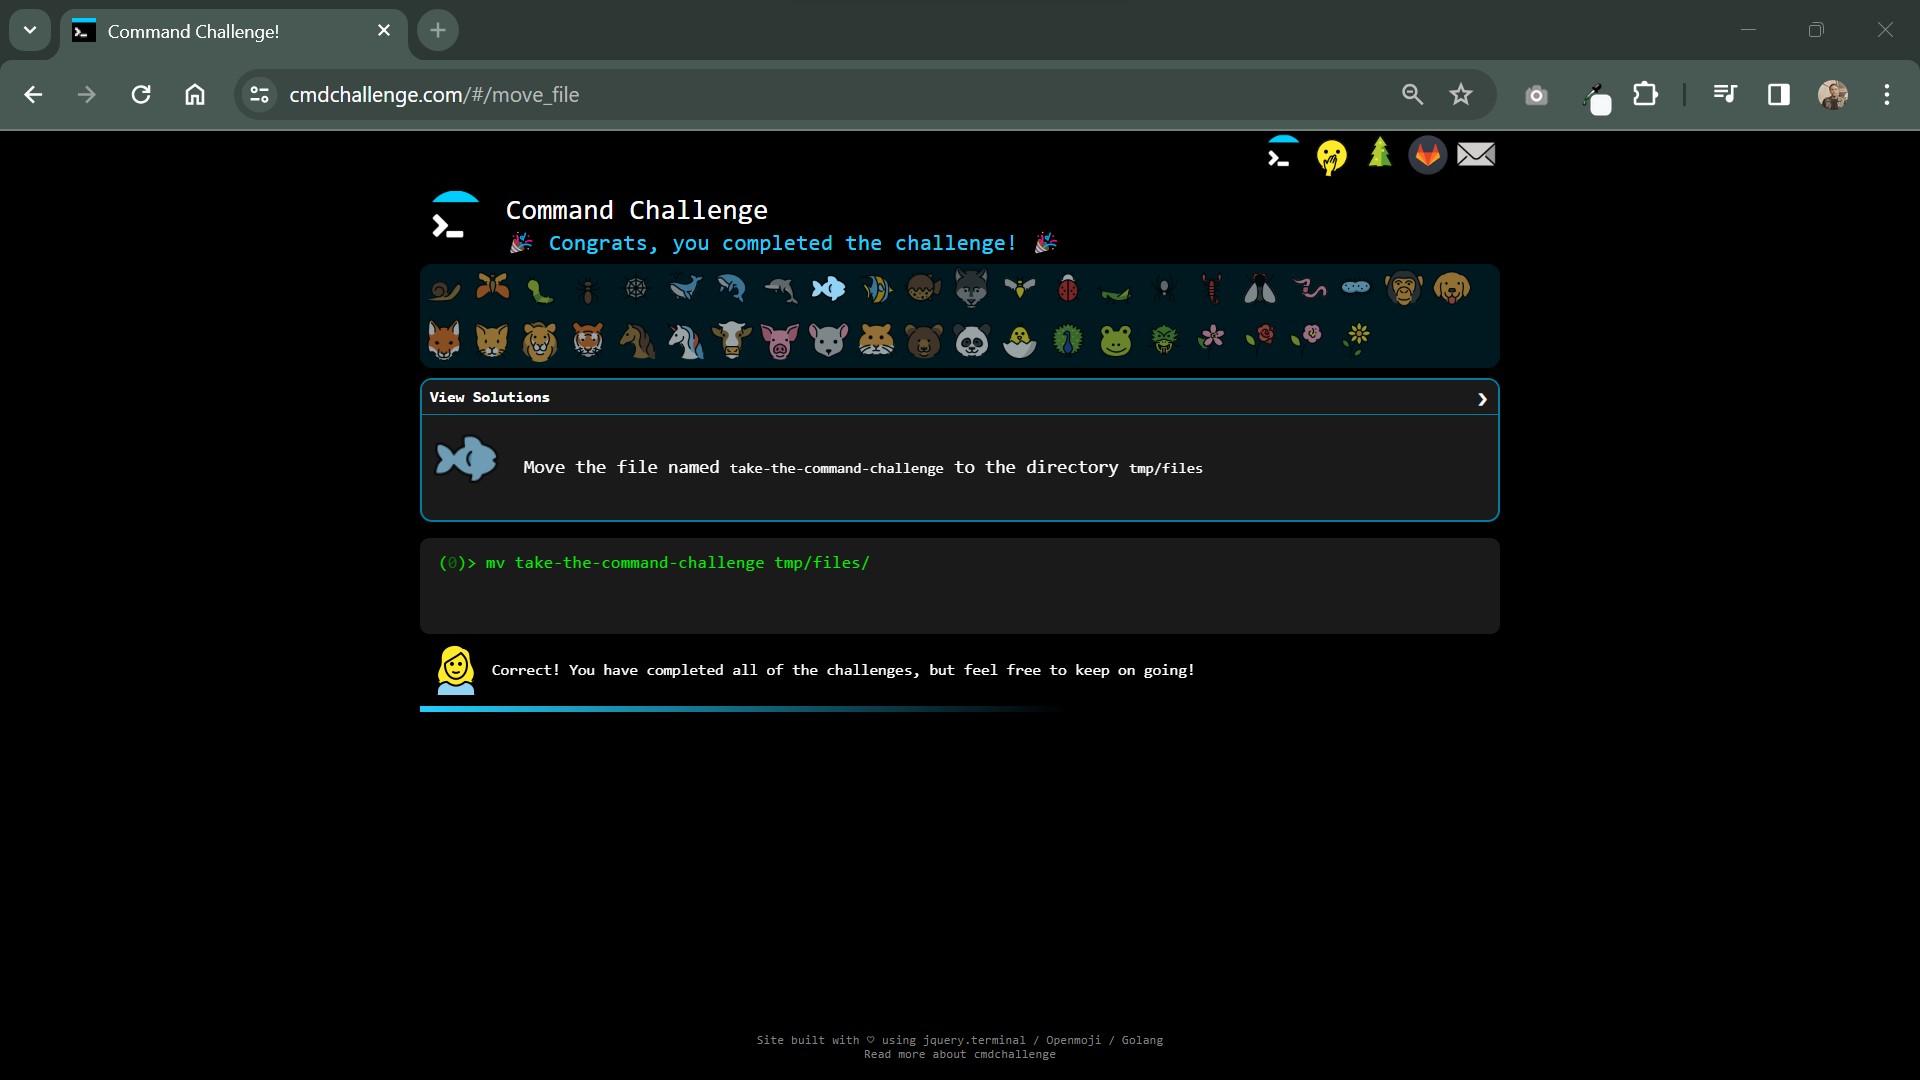 Command Challenge!
cmdchallenge.com/#/move_file
Command Challenge
Congrats, you completed the challenge!
View Solutions
Move the file named take-the-command-challenge to the directory tmp/files
(0)> mv take-the-command-challenge tmp/files/
Correct! You have completed all of the challenges, but feel free to keep on going!
Site built with ♡ using jquery.terminal / Openmoji / Golang
Read more about cmdchallenge